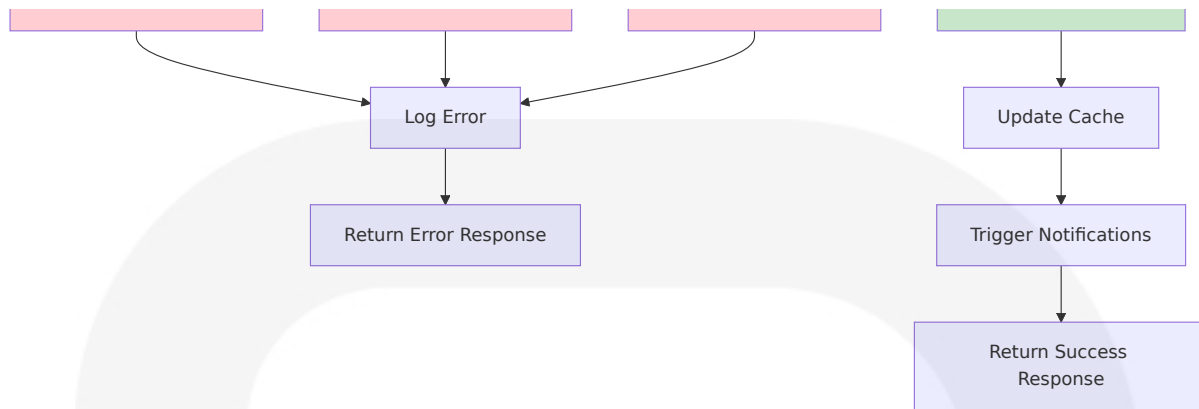 Log Error
Update Cache
Return Error Response
Trigger Notifications
Return Success
Response